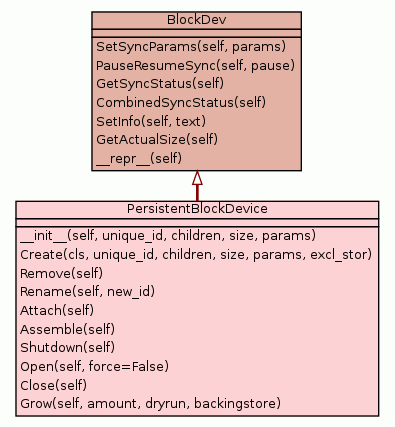 BlockDev
SetSyncParams(self, params)
PauseResumeSync(self, pause)
GetSyncStatus(self)
CombinedSyncStatus(self)
SetInfo(self, text)
GetActualSize(self)
__repr__(self)
PersistentBlockDevice
__init__(self, unique_id, children, size, params)
Create(cls, unique_id, children, size, params, excl_stor)
Remove(self)
Rename(self, new_id)
Attach(self)
Assemble(self)
Shutdown(self)
Open(self, force=False)
Close(self)
Grow(self, amount, dryrun, backingstore)